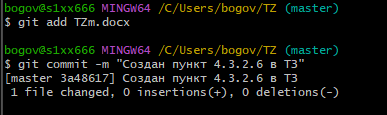 bogov@s1xx666 MINGW64 /C/Users/bogov/TZ (master)
$ git add TZm.docx
bogov@s1xx666 MINGW64 /C/Users/bogov/TZ (master)
$ git commit -m "Создан пункт 4.3.2.6 в ТЗ"
[master 3a48617] Создан пункт 4.3.2.6 в ТЗ
1 file changed, 0 insertions(+), 0 deletions(-)